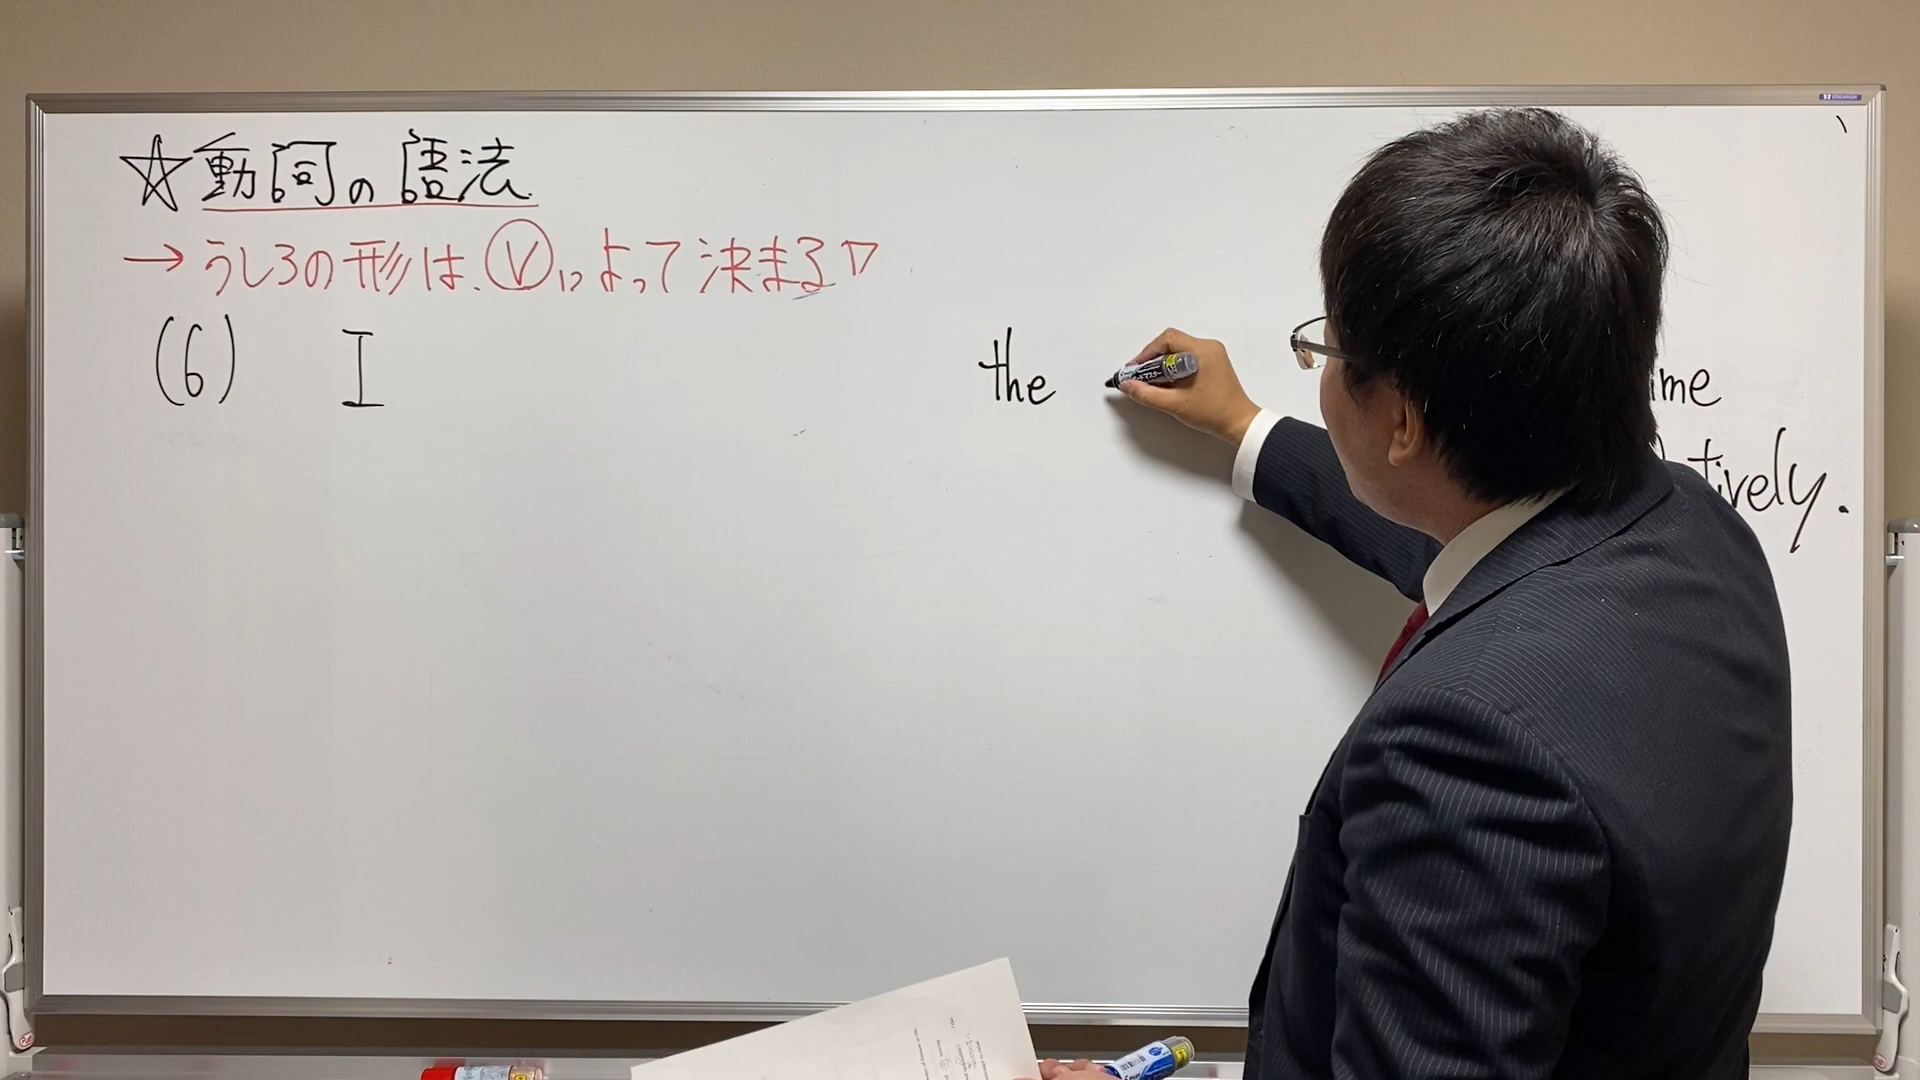 ☆動詞の語法
→うしろの形は、Ⓥによって決まる▽
(6) I the ime
tively.